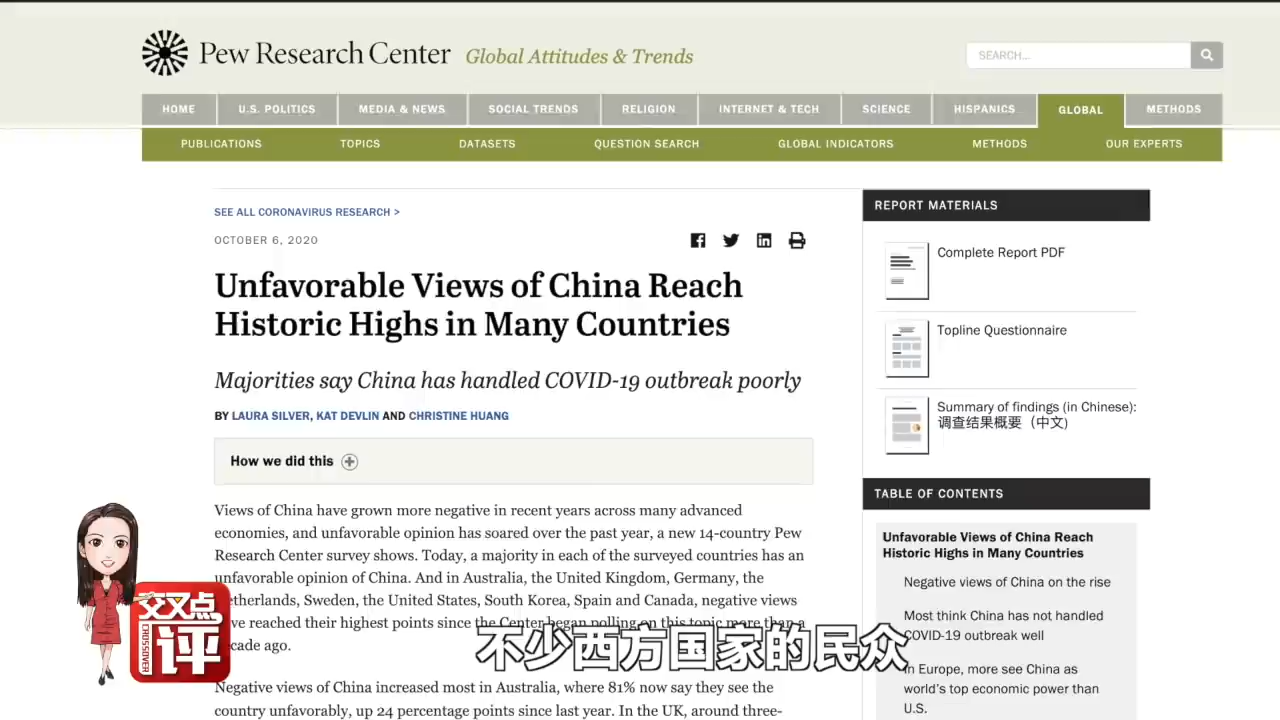 Pew Research Center Global Attitudes & Trends
SEARCH...
HOME U.S. POLITICS MEDIA & NEWS SOCIAL TRENDS RELIGION INTERNET & TECH SCIENCE HISPANICS GLOBAL METHODS
PUBLICATIONS TOPICS DATASETS QUESTION SEARCH GLOBAL INDICATORS METHODS OUR EXPERTS
SEE ALL CORONAVIRUS RESEARCH >
OCTOBER 6, 2020
Unfavorable Views of China Reach
Historic Highs in Many Countries
Majorities say China has handled COVID-19 outbreak poorly
BY LAURA SILVER, KAT DEVLIN AND CHRISTINE HUANG
How we did this
Views of China have grown more negative in recent years across many advanced
economies, and unfavorable opinion has soared over the past year, a new 14-country Pew
Research Center survey shows. Today, a majority in each of the surveyed countries has an
unfavorable opinion of China. And in Australia, the United Kingdom, Germany, the
Netherlands, Sweden, the United States, South Korea, Spain and Canada, negative views
have reached their highest points since the Center began polling on this topic more than a
decade ago.
Negative views of China increased most in Australia, where 81% now say they see the
country unfavorably, up 24 percentage points since last year. In the UK, around three-
REPORT MATERIALS
Complete Report PDF
Topline Questionnaire
Summary of findings (in Chinese):
调查结果概要（中文)
TABLE OF CONTENTS
Unfavorable Views of China Reach
Historic Highs in Many Countries
Negative views of China on the rise
Most think China has not handled
COVID-19 outbreak well
In Europe, more see China as
world's top economic power than
U.S.
交叉点
评
CROSSOVER
不少西方国家的民众